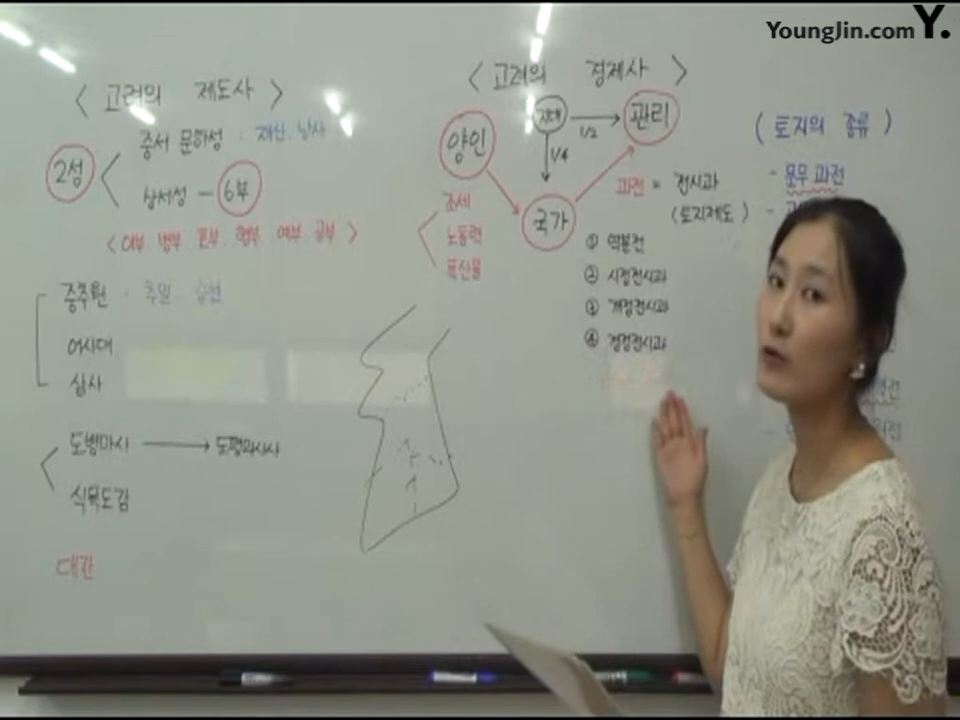 YoungJin.com Y.
< 고려의 제도사 >
2성
중서 문하성 : 재신, 낭사
상서성 - 6부
< 이부 병부, 호부, 형부, 예부, 공부 >
중추원 : 추밀 승선
어사대
삼사
도병마사 → 도평의사사
식목도감
대간
< 고려의 경제사 >
양인
관리
1/2
1/4
국가
조세
노동력
특산물
과전 = 전시과
(토지제도)
① 역분전
② 시정전시과
③ 개정전시과
④ 경정전시과
( 토지의 종류 )
- 문무 과전